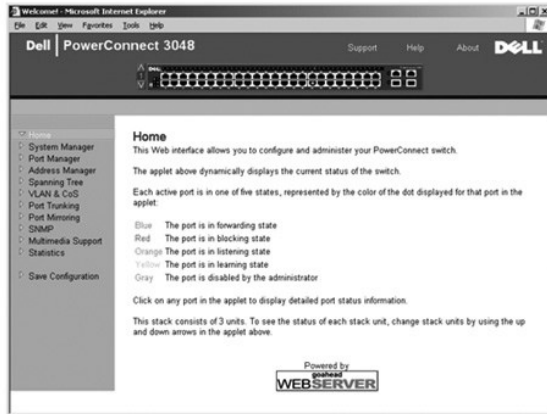 Welcome! - Microsoft Internet Explorer
File Edit View Favorites Tools Help
Dell | PowerConnect 3048
Support Help About DELL
Home
System Manager
Port Manager
Address Manager
Spanning Tree
VLAN & CoS
Port Trunking
Port Mirroring
SNMP
Multimedia Support
Statistics
Save Configuration
Home
This Web interface allows you to configure and administer your PowerConnect switch.
The applet above dynamically displays the current status of the switch.
Each active port is in one of five states, represented by the color of the dot displayed for that port in the
applet:
Blue The port is in forwarding state
Red The port is in blocking state
Orange The port is in listening state
Yellow The port is in learning state
Gray The port is disabled by the administrator
Click on any port in the applet to display detailed port status information.
This stack consists of 3 units. To see the status of each stack unit, change stack units by using the up
and down arrows in the applet above.
Powered by
goahead
WEBSERVER